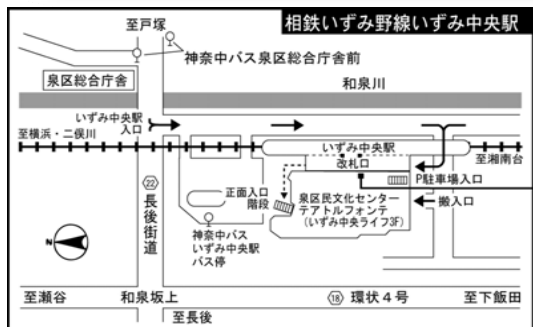 相鉄いずみ野線いずみ中央駅
至戸塚
神奈中バス泉区総合庁舎前
泉区総合庁舎
和泉川
いずみ中央駅
入口
至横浜・二俣川
いずみ中央駅
改札口
至湘南台
P駐車場入口
正面入口
階段
泉区民文化センター
テアトルフォンテ
(いずみ中央ライフ3F)
搬入口
22
長後街道
神奈中バス
いずみ中央駅
バス停
N
至瀬谷
和泉坂上
18
環状4号
至下飯田
至長後